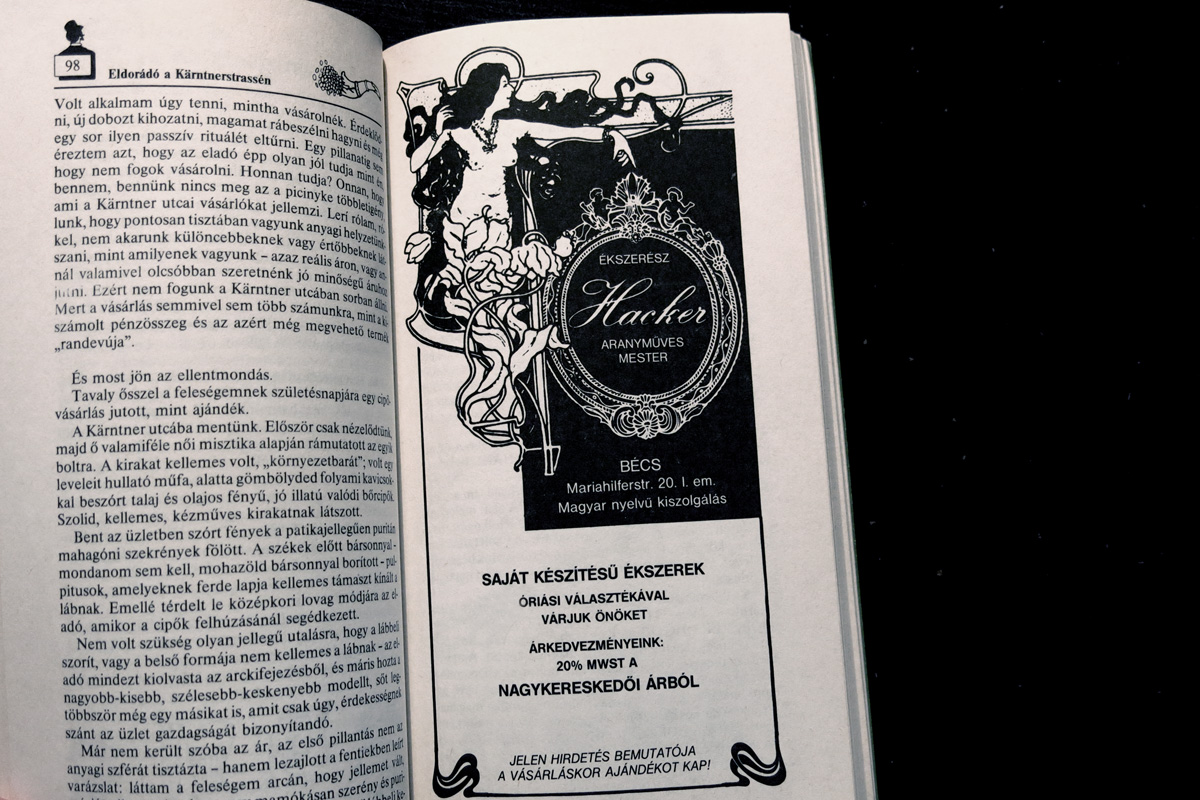 98
Eldorádó a Kärntnerstrassén
Volt alkalmam úgy tenni, mintha vásárolnék.
ni, új dobozt kihozatni, magamat rábeszélni hagyni és még
egy sor ilyen passzív rituálét eltűrni. Egy pillanatig sem
éreztem azt, hogy az eladó épp olyan jól tudja mint én,
hogy nem fogok vásárolni. Honnan tudja? Onnan, hogy
bennem, bennünk nincs meg az a picinyke többletigény,
ami a Kärntner utcai vásárlókat jellemzi. Lerí rólam,
lunk, hogy pontosan tisztában vagyunk anyagi
kel, nem akarunk különcebbeknek vagy értőbbeknek
szani, mint amilyenek vagyunk – azaz reális áron, vagy
nál valamivel olcsóbban szeretnénk jó minőségű áruhoz
jutni. Ezért nem fogunk a Kärntner utcában sorban állni.
Mert a vásárlás semmivel sem több számunkra, mint a
számolt pénzösszeg és az azért még megvehető termék
„randevúja”.
És most jön az ellentmondás.
Tavaly ősszel a feleségemnek születésnapjára egy cipő-
vásárlás jutott, mint ajándék.
A Kärntner utcába mentünk. Először csak nézelődtünk,
majd ő valamiféle női misztika alapján rámutatott az egyik
boltra. A kirakat kellemes volt, „környezetbarát”; volt egy
leveleit hullató műfa, alatta gömbölyded folyami kavicsok-
kal beszórt talaj és olajos fényű, jó illatú valódi bőrcipők.
Szolid, kellemes, kézműves kirakatnak látszott.
Bent az üzletben szórt fények a patikajellegűen puritán
mahagóni szekrények fölött. A székek előtt bársonnyal –
mondanom sem kell, mohazöld bársonnyal borított – pul-
pitusok, amelyeknek ferde lapja kellemes támaszt kínált a
lábnak. Emellé térdelt le középkori lovag módjára az el-
adó, amikor a cipők felhúzásánál segédkezett.
Nem volt szükség olyan jellegű utalásra, hogy a lábbeli
szorít, vagy a belső formája nem kellemes a lábnak – az el-
adó mindezt kiolvasta az arckifejezésből, és máris hozta a
nagyobb-kisebb, szélesebb-keskenyebb modellt, sőt leg-
többször még egy másikat is, amit csak úgy, érdekességnek
szánt az üzlet gazdagságát bizonyítandó.
Már nem került szóba az ár, az első pillantás nem az
anyagi szférát tisztázta – hanem lezajlott a fentiekben leírt
varázslat: láttam a feleségem arcán, hogy jellemet vált,
mamókásan szerény és puri-
ÉKSZERÉSZ
Hacker
ARANYMŰVES
MESTER
BÉCS
Mariahilferstr. 20. I. em.
Magyar nyelvű kiszolgálás
SAJÁT KÉSZÍTÉSŰ ÉKSZEREK
ÓRIÁSI VÁLASZTÉKÁVAL
VÁRJUK ÖNÖKET
ÁRKEDVEZMÉNYEINK:
20% MWST A
NAGYKERESKEDŐI ÁRBÓL
JELEN HIRDETÉS BEMUTATÓJA
A VÁSÁRLÁSKOR AJÁNDÉKOT KAP!